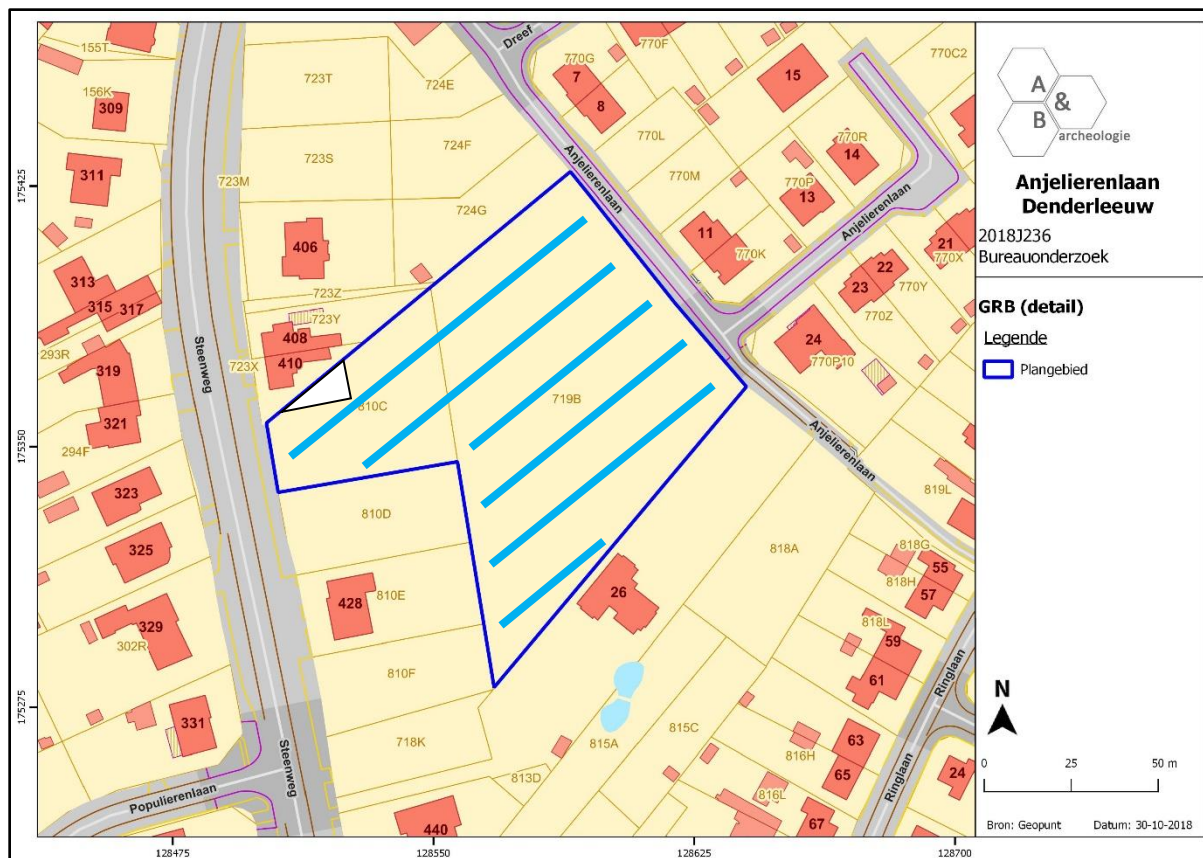 155T
156K
309
311
313
315
317
293R
319
321
294F
323
325
329
302R
331
Populierenlaan
Steenweg
Steenweg
723T
724E
723S
724F
723M
724G
406
723Z
723Y
408
410
723X
810C
719B
810D
428
810E
810F
718K
440
813D
815A
815C
26
818A
Dreef
770G
7
8
770F
15
770C2
770L
770M
770R
14
770P
13
Anjelierenlaan
Anjelierenlaan
11
770K
21
770X
22
23
770Y
770Z
24
770P10
Anjelierenlaan
819L
818G
55
818H
57
818L
59
61
Ringlaan
63
816H
65
816L
67
Ringlaan
24
175425
175350
175275
128475
128550
128625
128700
A
&
B
archeologie
Anjelierenlaan
Denderleeuw
2018J236
Bureauonderzoek
GRB (detail)
Legende
Plangebied
N
0 25 50 m
Bron: Geopunt Datum: 30-10-2018